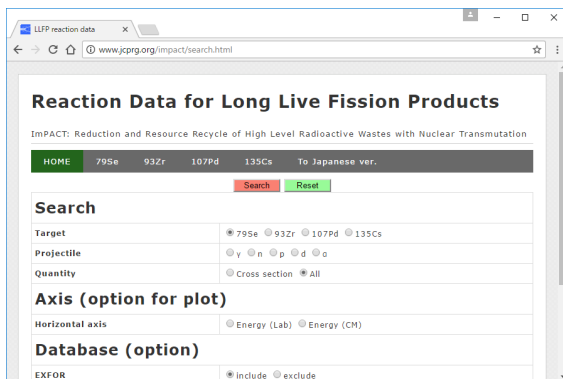 LLFP reaction data
www.jcprg.org/impact/search.html
Reaction Data for Long Live Fission Products
ImPACT: Reduction and Resource Recycle of High Level Radioactive Wastes with Nuclear Transmutation
HOME 79Se 93Zr 107Pd 135Cs To Japanese ver.
Search Reset
Search
Target 79Se 93Zr 107Pd 135Cs
Projectile γ n p d α
Quantity Cross section All
Axis (option for plot)
Horizontal axis Energy (Lab) Energy (CM)
Database (option)
EXFOR include exclude